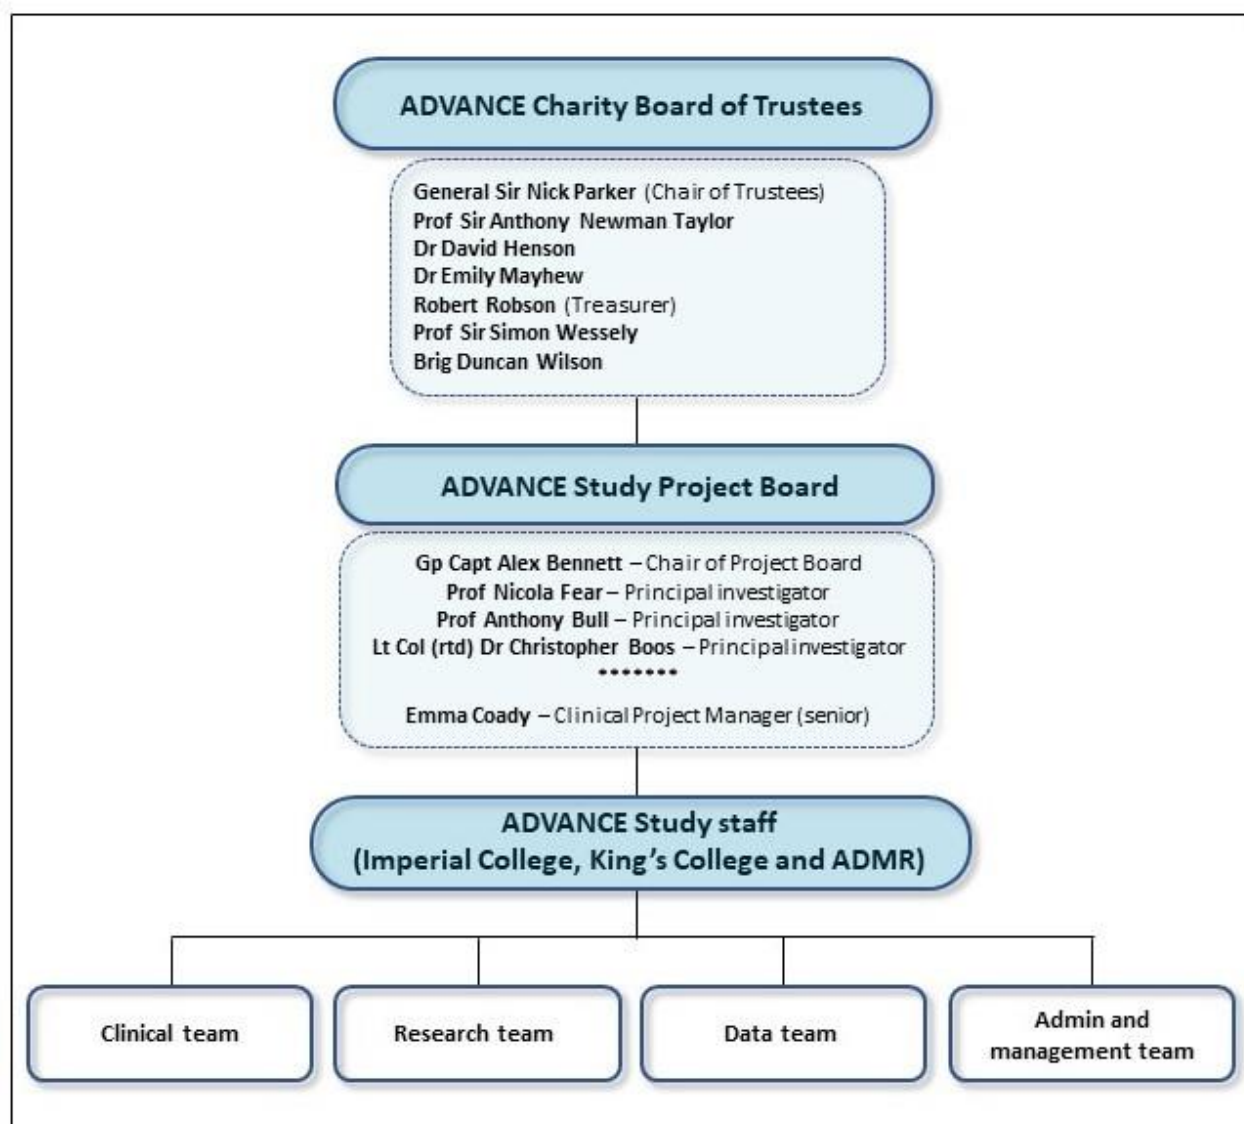 ADVANCE Charity Board of Trustees
General Sir Nick Parker (Chair of Trustees)
Prof Sir Anthony Newman Taylor
Dr David Henson
Dr Emily Mayhew
Robert Robson (Treasurer)
Prof Sir Simon Wessely
Brig Duncan Wilson
ADVANCE Study Project Board
Gp Capt Alex Bennett – Chair of Project Board
Prof Nicola Fear – Principal investigator
Prof Anthony Bull – Principal investigator
Lt Col (rtd) Dr Christopher Boos – Principal investigator
•••••••
Emma Coady – Clinical Project Manager (senior)
ADVANCE Study staff
(Imperial College, King's College and ADMR)
Clinical team
Research team
Data team
Admin and
management team